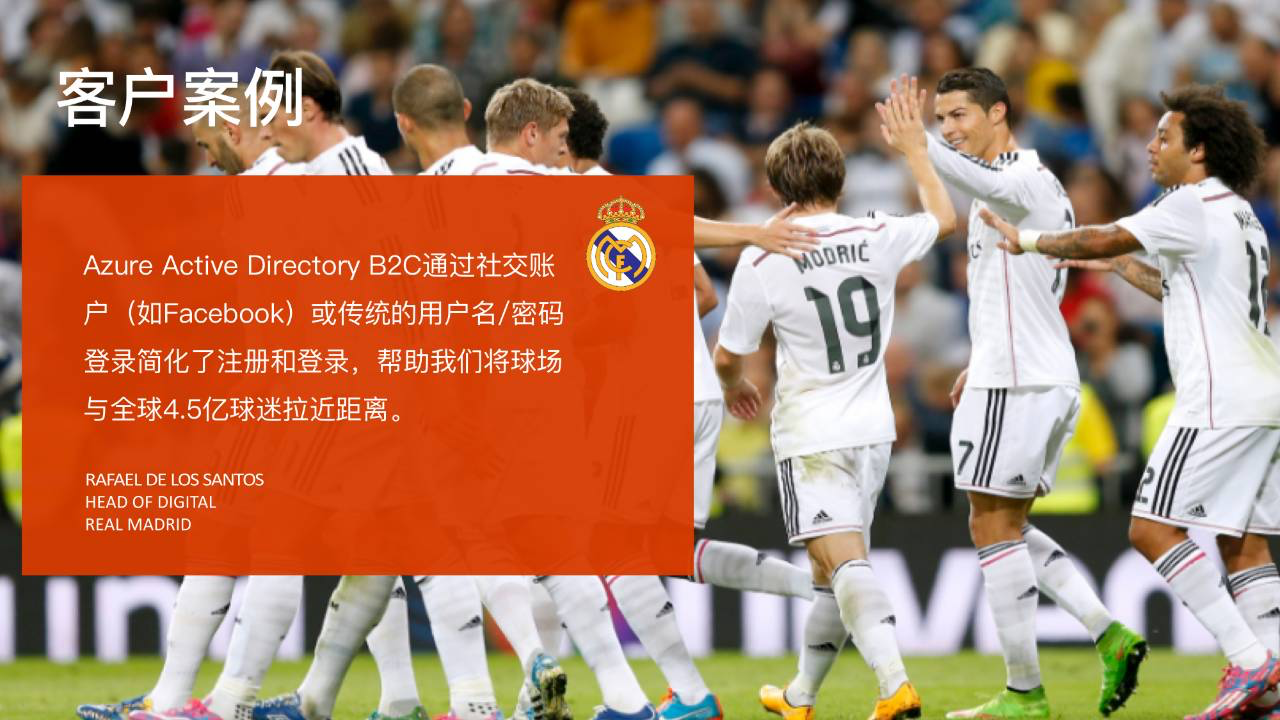 客户案例
Azure Active Directory B2C通过社交账
户（如Facebook）或传统的用户名/密码
登录简化了注册和登录，帮助我们将球场
与全球4.5亿球迷拉近距离。
RAFAEL DE LOS SANTOS
HEAD OF DIGITAL
REAL MADRID
MODRIĆ
19
7
12